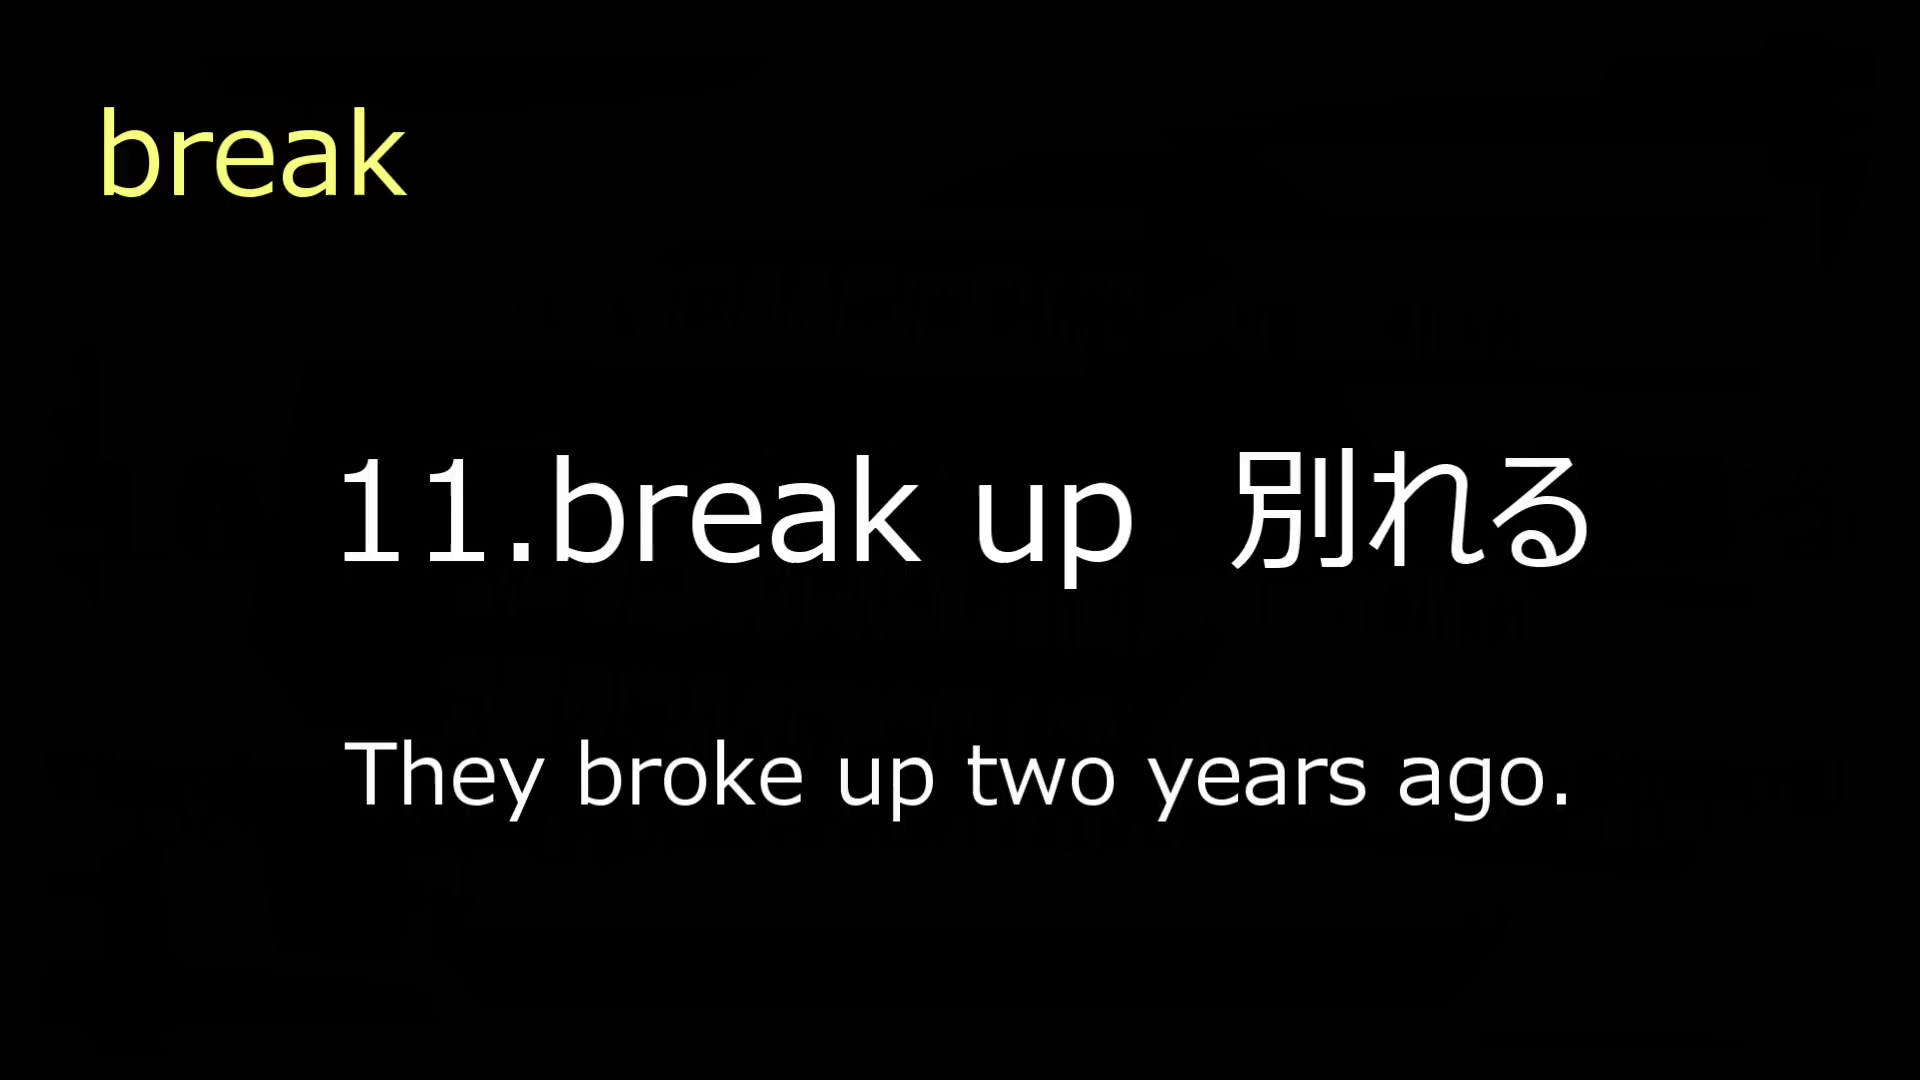 break
11.break up 別れる
They broke up two years ago.